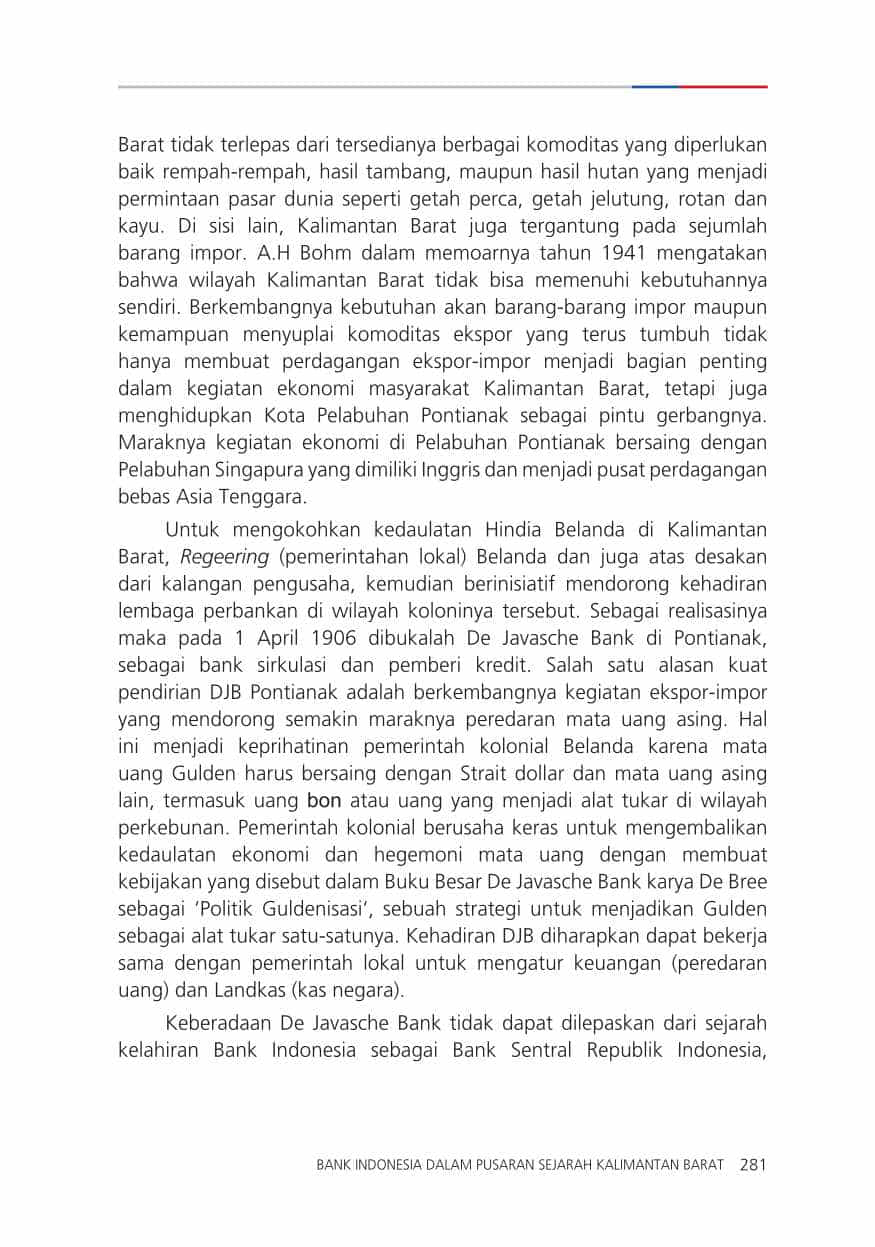 Barat tidak terlepas dari tersedianya berbagai komoditas yang diperlukan
baik rempah-rempah, hasil tambang, maupun hasil hutan yang menjadi
permintaan pasar dunia seperti getah perca, getah jelutung, rotan dan
kayu. Di sisi lain, Kalimantan Barat juga tergantung pada sejumlah
barang impor. A.H Bohm dalam memoarnya tahun 1941 mengatakan
bahwa wilayah Kalimantan Barat tidak bisa memenuhi kebutuhannya
sendiri. Berkembangnya kebutuhan akan barang-barang impor maupun
kemampuan menyuplai komoditas ekspor yang terus tumbuh tidak
hanya membuat perdagangan ekspor-impor menjadi bagian penting
dalam kegiatan ekonomi masyarakat Kalimantan Barat, tetapi juga
menghidupkan Kota Pelabuhan Pontianak sebagai pintu gerbangnya.
Maraknya kegiatan ekonomi di Pelabuhan Pontianak bersaing dengan
Pelabuhan Singapura yang dimiliki Inggris dan menjadi pusat perdagangan
bebas Asia Tenggara.
Untuk mengokohkan kedaulatan Hindia Belanda di Kalimantan
Barat, Regeering (pemerintahan lokal) Belanda dan juga atas desakan
dari kalangan pengusaha, kemudian berinisiatif mendorong kehadiran
lembaga perbankan di wilayah koloninya tersebut. Sebagai realisasinya
maka pada 1 April 1906 dibukalah De Javasche Bank di Pontianak,
sebagai bank sirkulasi dan pemberi kredit. Salah satu alasan kuat
pendirian DJB Pontianak adalah berkembangnya kegiatan ekspor-impor
yang mendorong semakin maraknya peredaran mata uang asing. Hal
ini menjadi keprihatinan pemerintah kolonial Belanda karena mata
uang Gulden harus bersaing dengan Strait dollar dan mata uang asing
lain, termasuk uang bon atau uang yang menjadi alat tukar di wilayah
perkebunan. Pemerintah kolonial berusaha keras untuk mengembalikan
kedaulatan ekonomi dan hegemoni mata uang dengan membuat
kebijakan yang disebut dalam Buku Besar De Javasche Bank karya De Bree
sebagai ‘Politik Guldenisasi’, sebuah strategi untuk menjadikan Gulden
sebagai alat tukar satu-satunya. Kehadiran DJB diharapkan dapat bekerja
sama dengan pemerintah lokal untuk mengatur keuangan (peredaran
uang) dan Landkas (kas negara).
Keberadaan De Javasche Bank tidak dapat dilepaskan dari sejarah
kelahiran Bank Indonesia sebagai Bank Sentral Republik Indonesia,
BANK INDONESIA DALAM PUSARAN SEJARAH KALIMANTAN BARAT 281